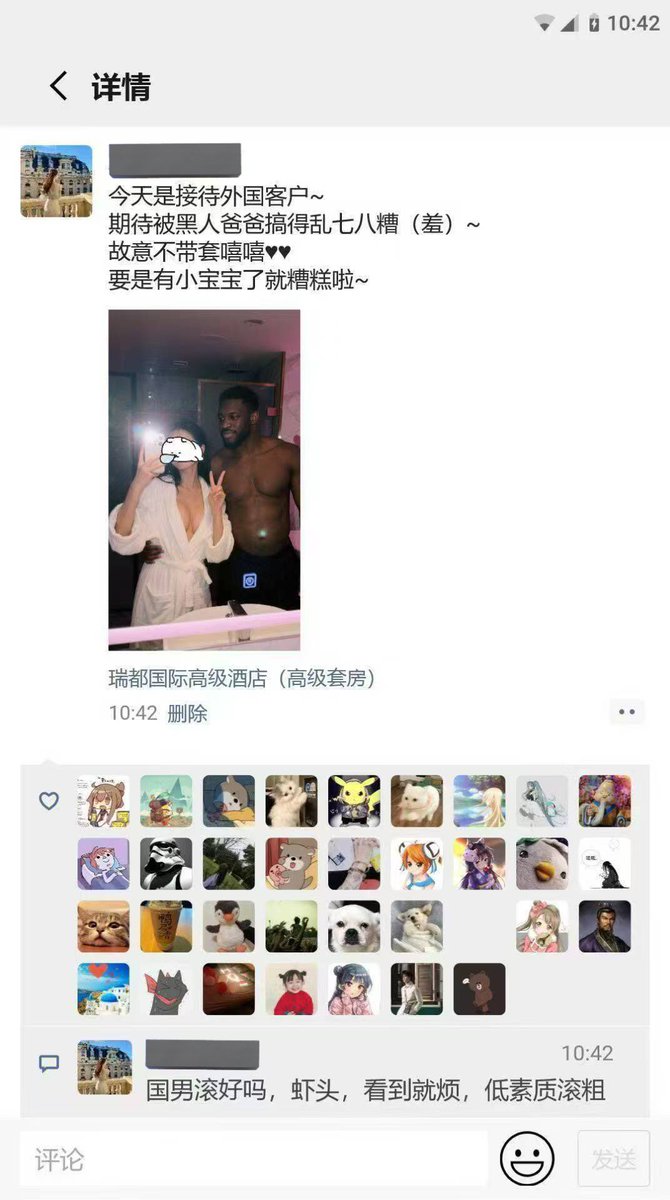 10:42
详情
今天是接待外国客户~
期待被黑人爸爸搞得乱七八糟（羞）~
故意不带套嘻嘻♥♥
要是有小宝宝了就糟糕啦~
瑞都国际高级酒店（高级套房）
10:42 删除
10:42
国男滚好吗，虾头，看到就烦，低素质滚粗
评论
发送